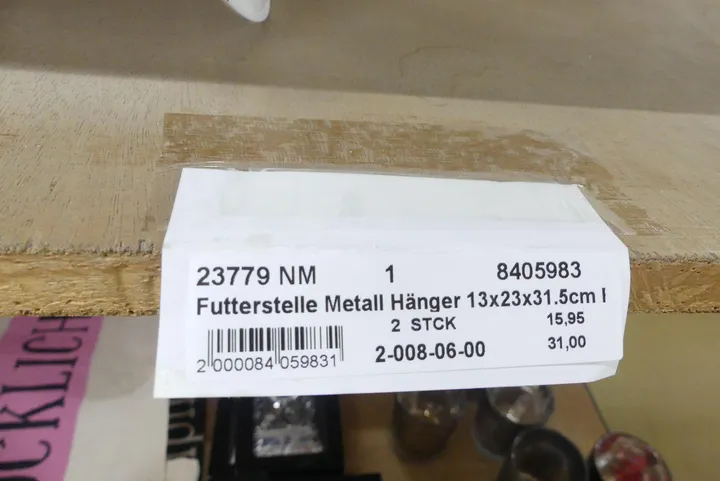 23779 NM 1 8405983
Futterstelle Metall Hänger 13x23x31.5cm
2 STCK 15,95
2 000084 059831 2-008-06-00 31,00